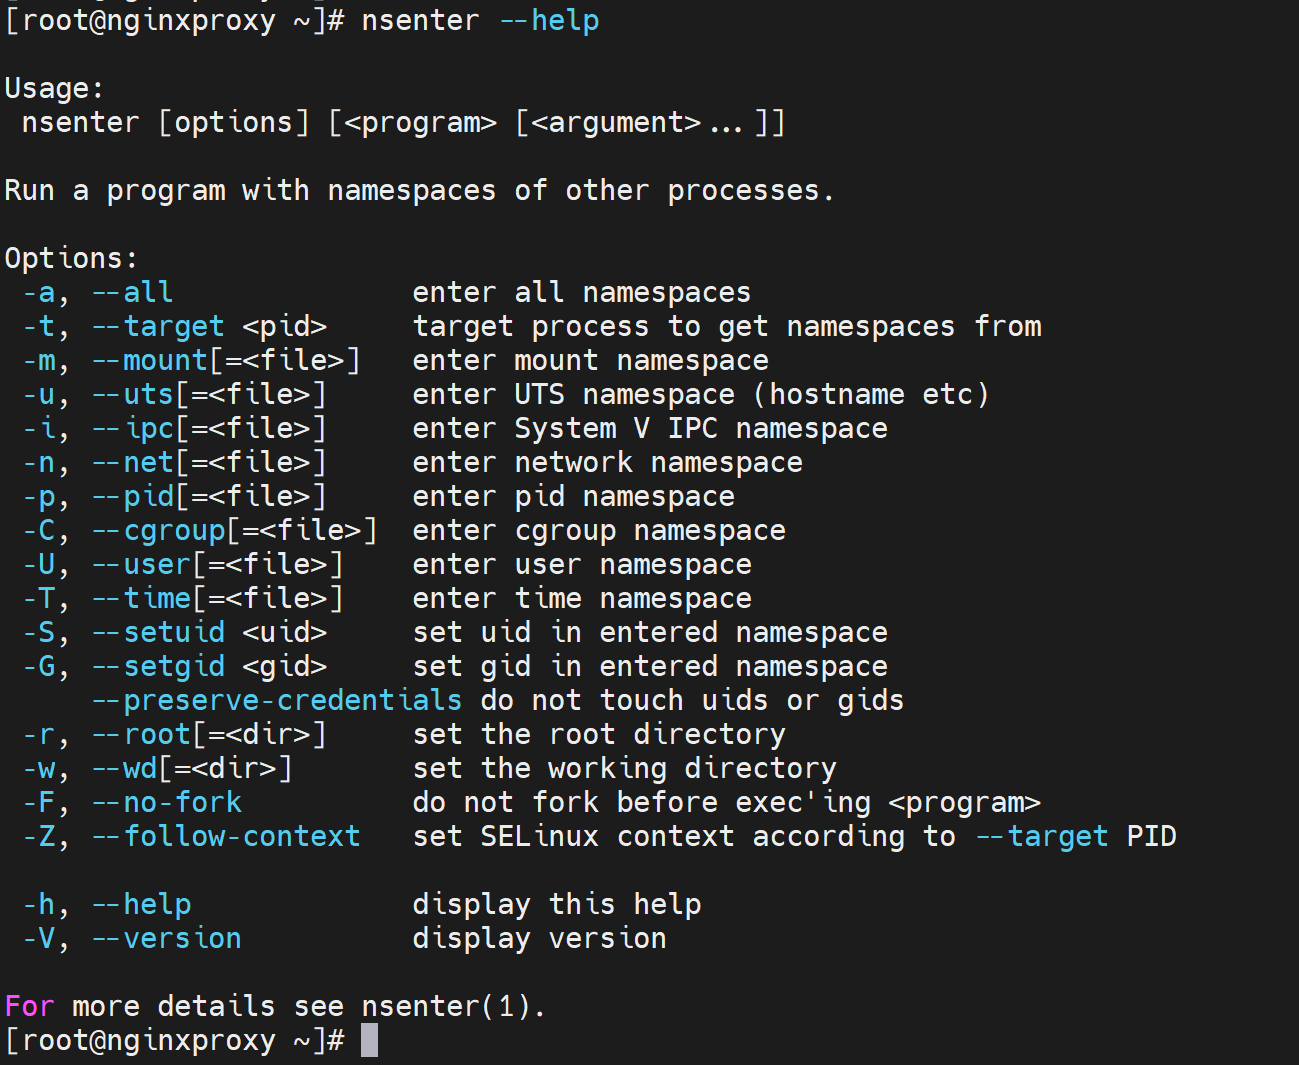 [root@nginxproxy ~]# nsenter --help
Usage:
nsenter [options] [<program> [<argument>...]]
Run a program with namespaces of other processes.
Options:
-a, --all enter all namespaces
-t, --target <pid> target process to get namespaces from
-m, --mount[=<file>] enter mount namespace
-u, --uts[=<file>] enter UTS namespace (hostname etc)
-i, --ipc[=<file>] enter System V IPC namespace
-n, --net[=<file>] enter network namespace
-p, --pid[=<file>] enter pid namespace
-C, --cgroup[=<file>] enter cgroup namespace
-U, --user[=<file>] enter user namespace
-T, --time[=<file>] enter time namespace
-S, --setuid <uid> set uid in entered namespace
-G, --setgid <gid> set gid in entered namespace
--preserve-credentials do not touch uids or gids
-r, --root[=<dir>] set the root directory
-w, --wd[=<dir>] set the working directory
-F, --no-fork do not fork before exec'ing <program>
-Z, --follow-context set SELinux context according to --target PID
-h, --help display this help
-V, --version display version
For more details see nsenter(1).
[root@nginxproxy ~]#